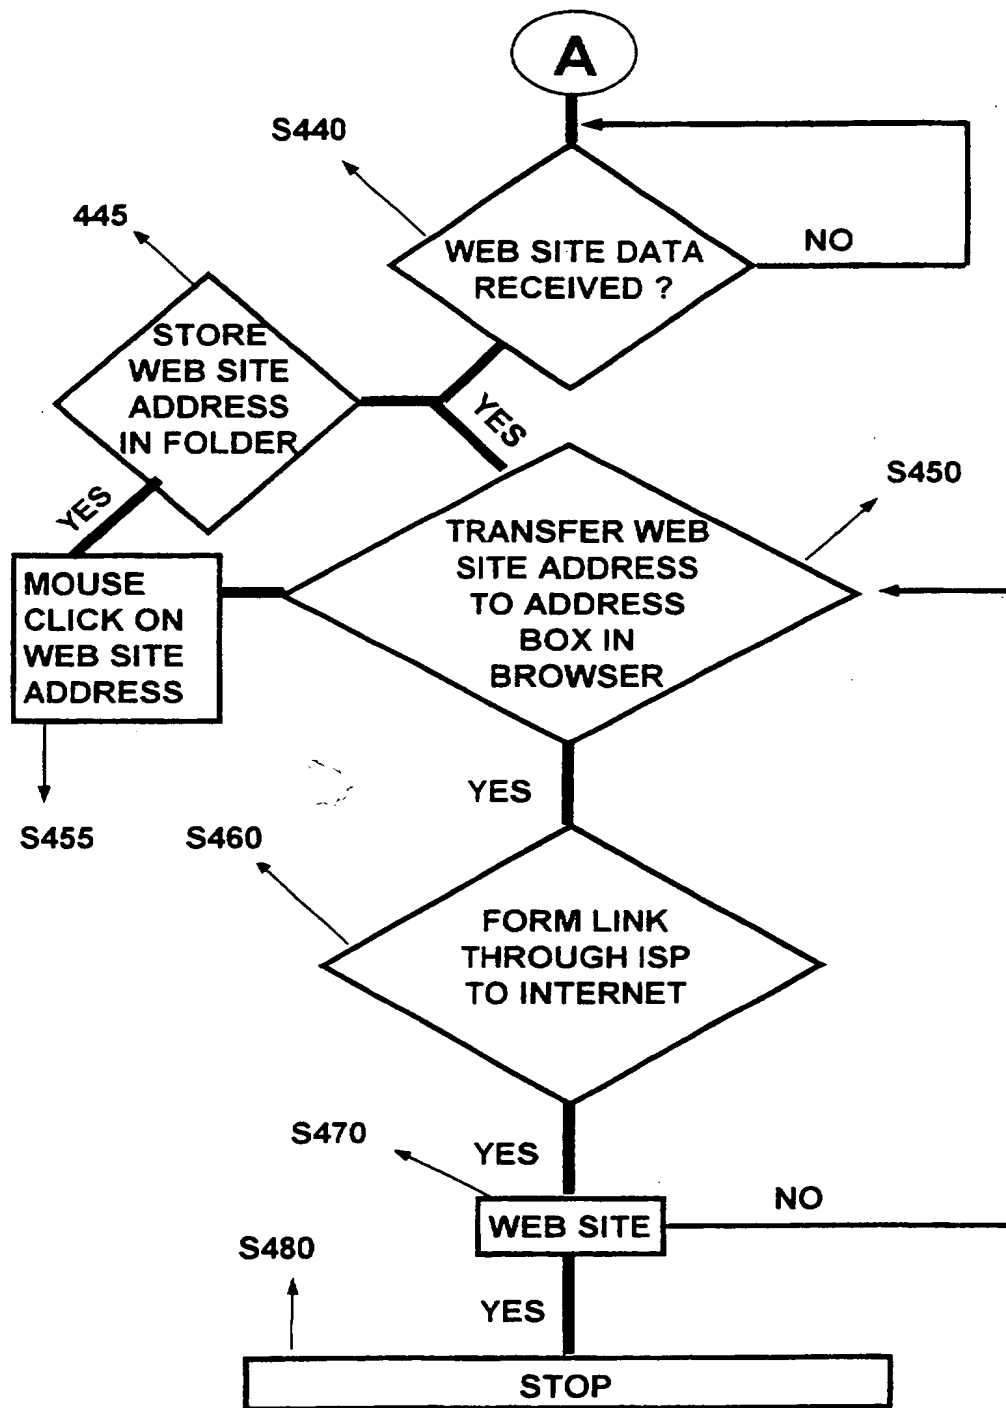 A
S440
WEB SITE DATA
RECEIVED ?
NO
445
STORE
WEB SITE
ADDRESS
IN FOLDER
YES
YES
S450
TRANSFER WEB
SITE ADDRESS
TO ADDRESS
BOX IN
BROWSER
MOUSE
CLICK ON
WEB SITE
ADDRESS
S455
YES
S460
FORM LINK
THROUGH ISP
TO INTERNET
S470
YES
WEB SITE
NO
S480
YES
STOP